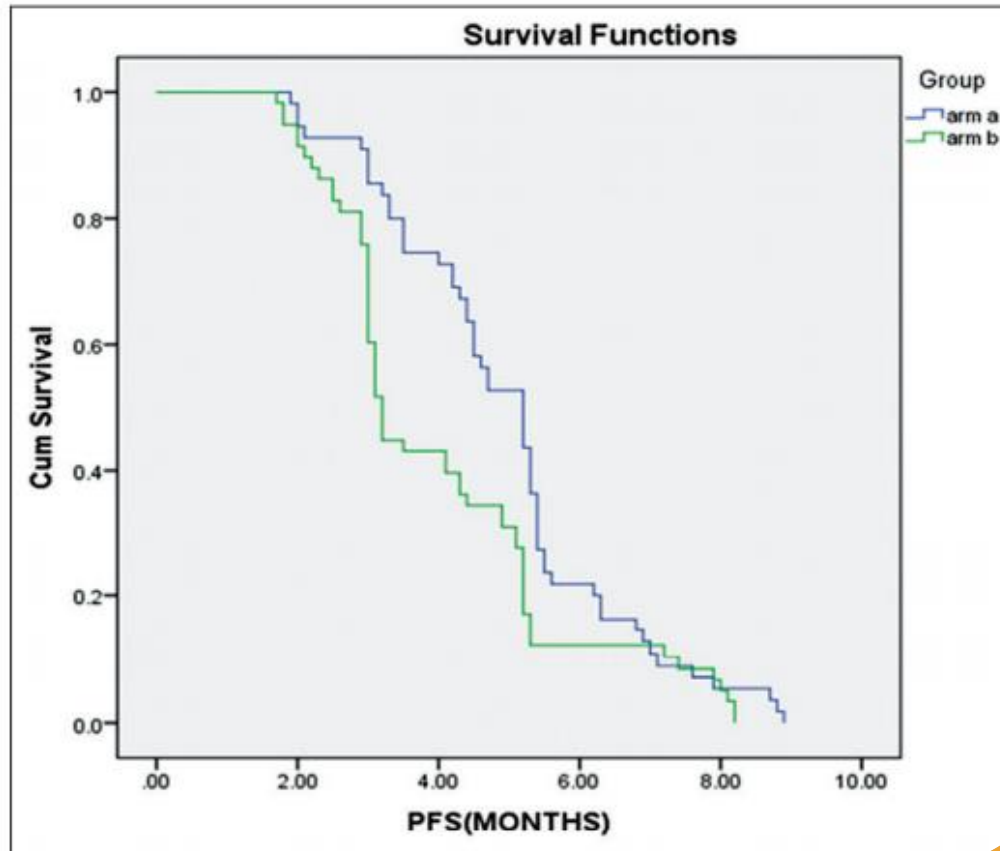 Survival Functions
Group
arm a
arm b
1.0
0.8
0.6
0.4
0.2
0.0
Cum Survival
.00 2.00 4.00 6.00 8.00 10.00
PFS(MONTHS)